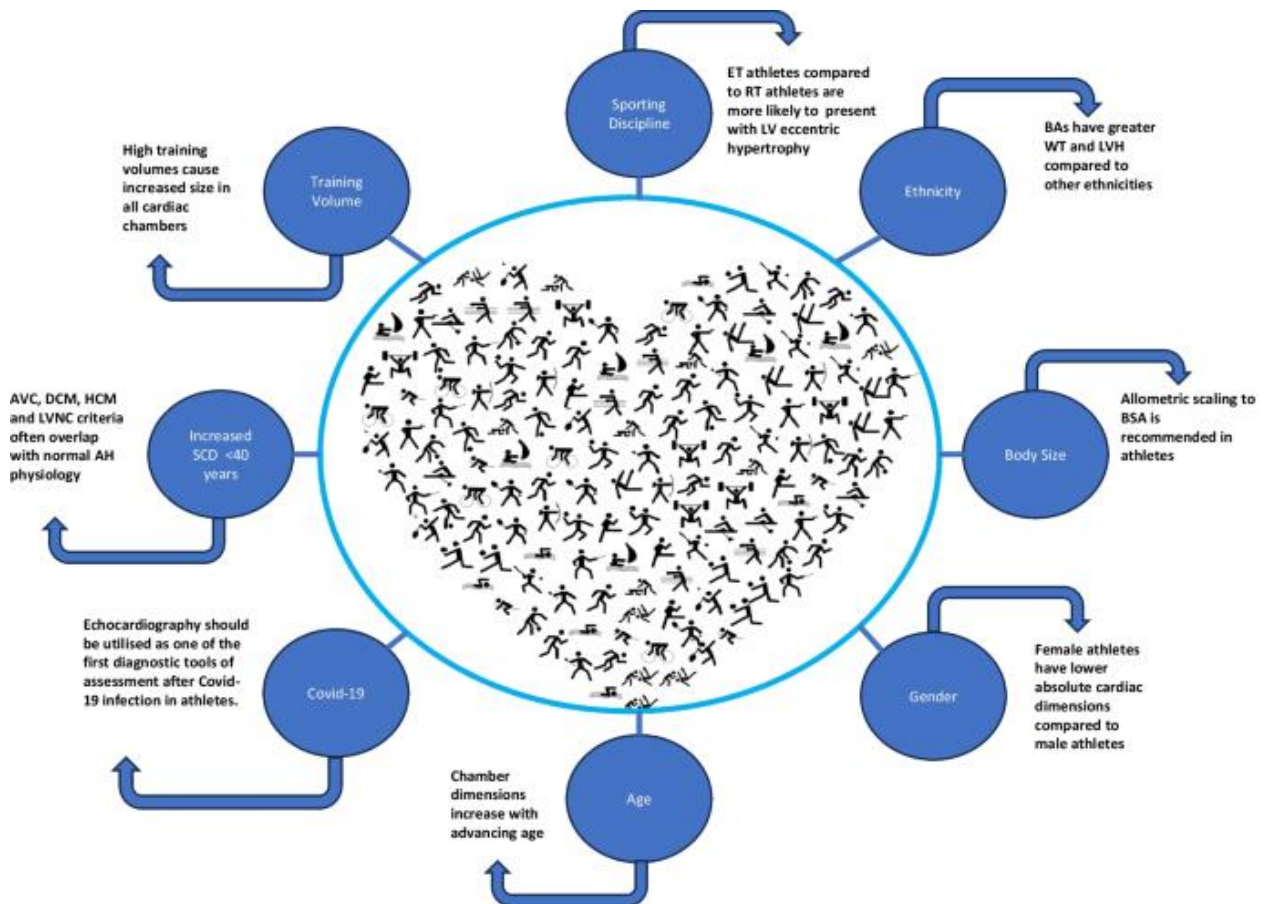 Sporting
Discipline
ET athletes compared
to RT athletes are
more likely to present
with LV eccentric
hypertrophy
Ethnicity
BAs have greater
WT and LVH
compared to
other ethnicities
Body Size
Allometric scaling to
BSA is
recommended in
athletes
Gender
Female athletes
have lower
absolute cardiac
dimensions
compared to
male athletes
Age
Chamber
dimensions
increase with
advancing age
Covid-19
Echocardiography should
be utilised as one of the
first diagnostic tools of
assessment after Covid-
19 infection in athletes.
Increased
SCD <40
years
AVC, DCM, HCM
and LVNC criteria
often overlap
with normal AH
physiology
Training
Volume
High training
volumes cause
increased size in
all cardiac
chambers